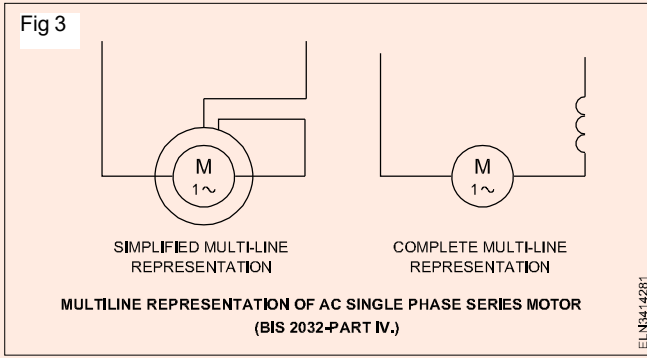 Fig 3
M
1~
M
1~
SIMPLIFIED MULTI-LINE
REPRESENTATION
COMPLETE MULTI-LINE
REPRESENTATION
MULTILINE REPRESENTATION OF AC SINGLE PHASE SERIES MOTOR
(BIS 2032-PART IV.)
ELN3414281